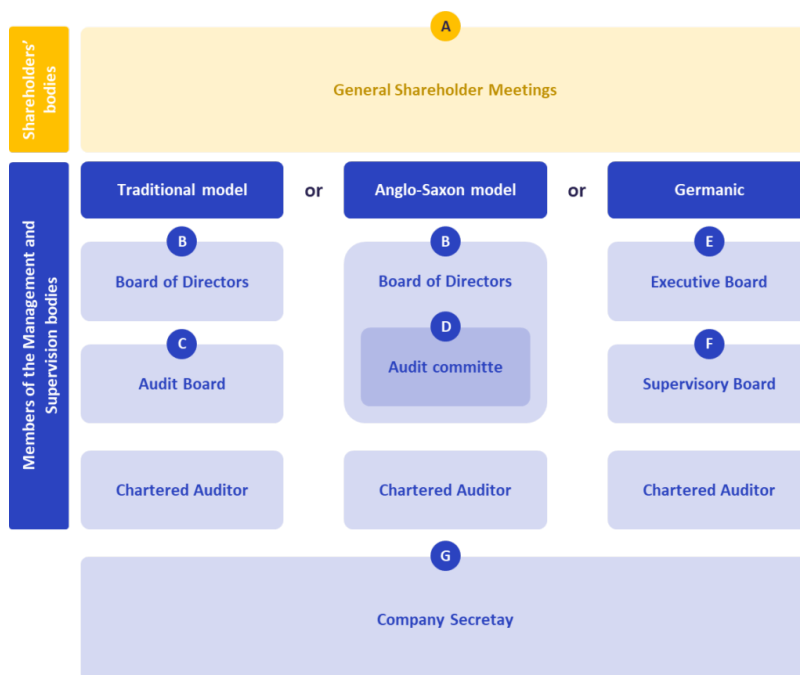 A
Shareholders'
bodies
General Shareholder Meetings
Members of the Management and
Supervision bodies
Traditional model
or
Anglo-Saxon model
or
Germanic
B
Board of Directors
B
Board of Directors
E
Executive Board
C
Audit Board
D
Audit committe
F
Supervisory Board
Chartered Auditor
Chartered Auditor
Chartered Auditor
G
Company Secretay